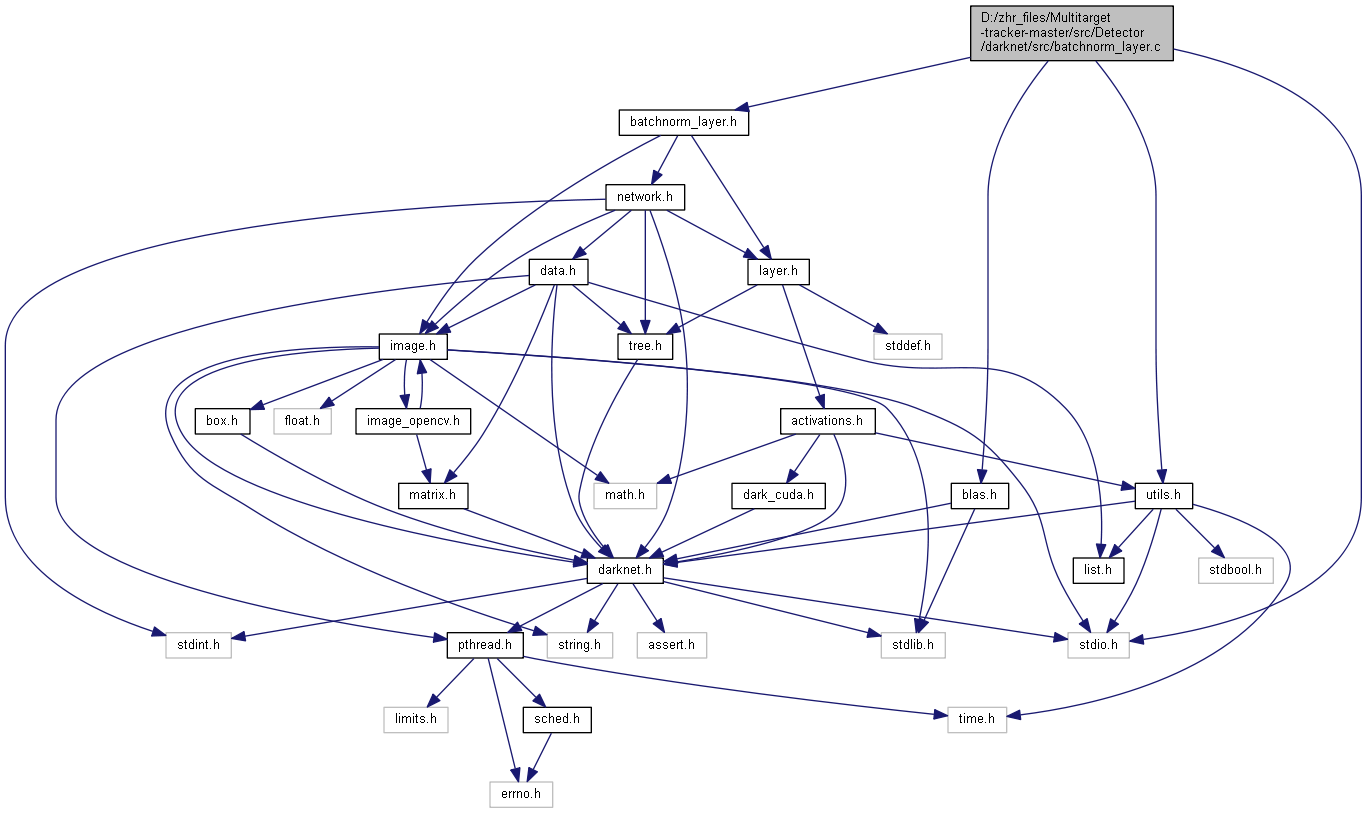 D:/zhr_files/Multitarget
-tracker-master/src/Detector
/darknet/src/batchnorm_layer.c
batchnorm_layer.h
network.h
data.h
layer.h
image.h
tree.h
stddef.h
box.h
float.h
image_opencv.h
activations.h
matrix.h
math.h
dark_cuda.h
blas.h
utils.h
darknet.h
list.h
stdbool.h
stdint.h
pthread.h
string.h
assert.h
stdlib.h
stdio.h
limits.h
sched.h
time.h
errno.h